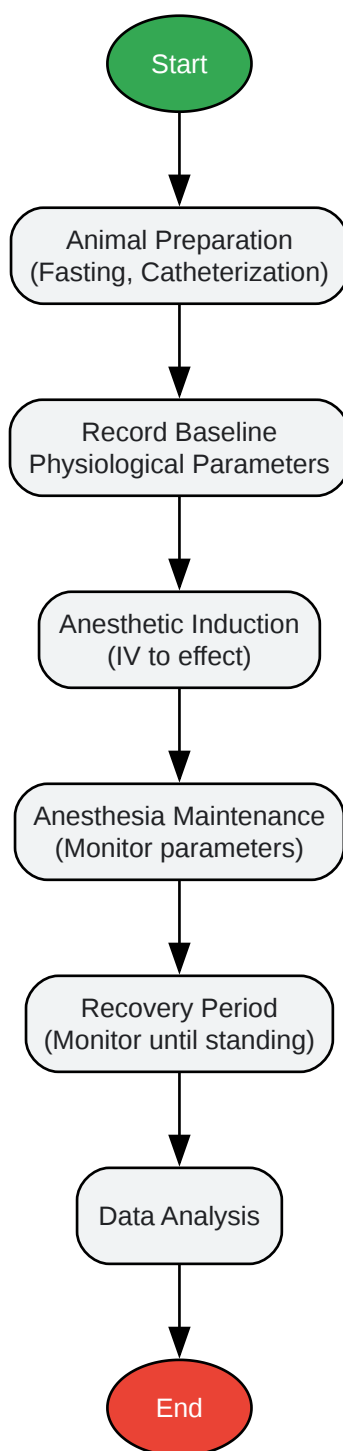 Start
Animal Preparation
(Fasting, Catheterization)
Record Baseline
Physiological Parameters
Anesthetic Induction
(IV to effect)
Anesthesia Maintenance
(Monitor parameters)
Recovery Period
(Monitor until standing)
Data Analysis
End